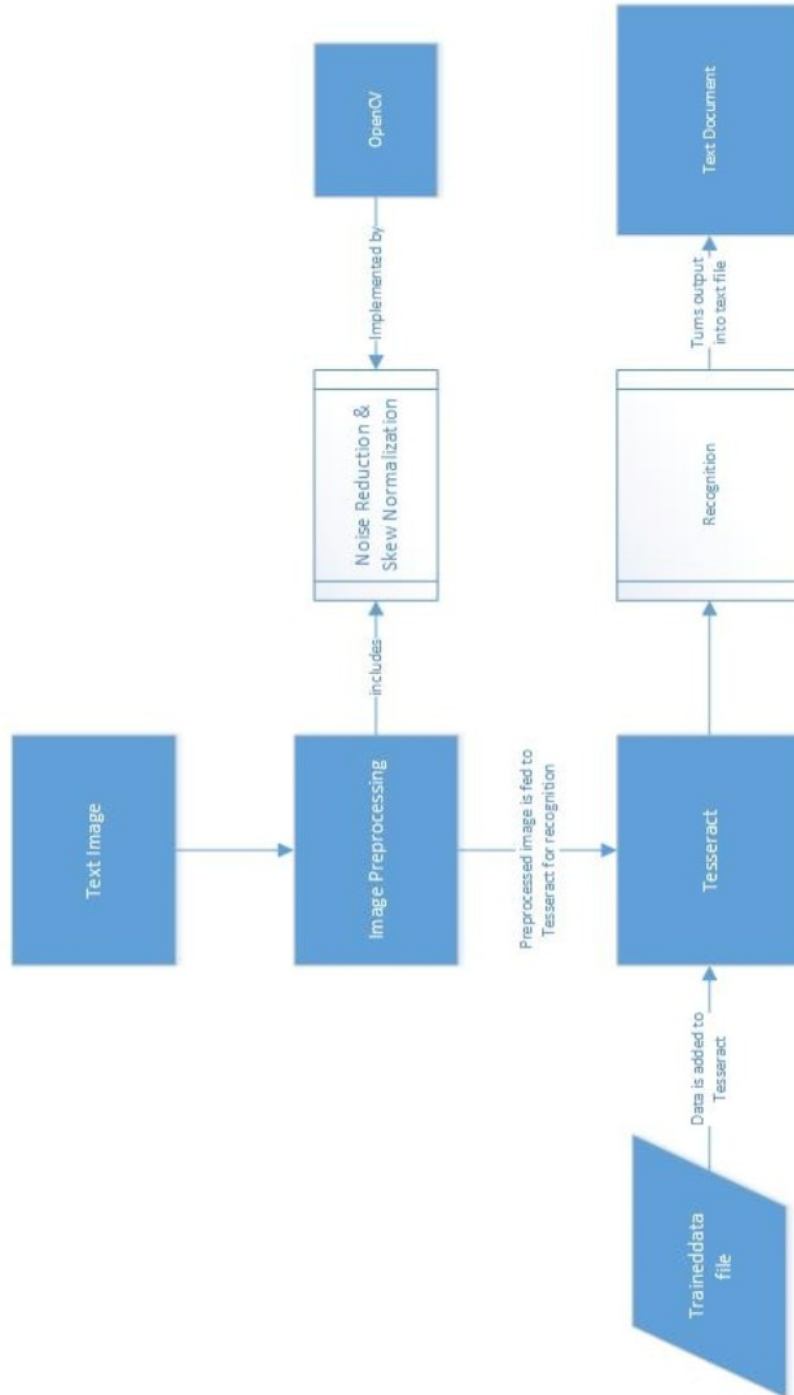 Text Image
Image Preprocessing
includes
Noise Reduction &
Skew Normalization
Implemented by
OpenCV
Preprocessed image is fed to
Tesseract for recognition
Traineddata
file
Data is added to
Tesseract
Tesseract
Recognition
Turns output
into text file
Text Document